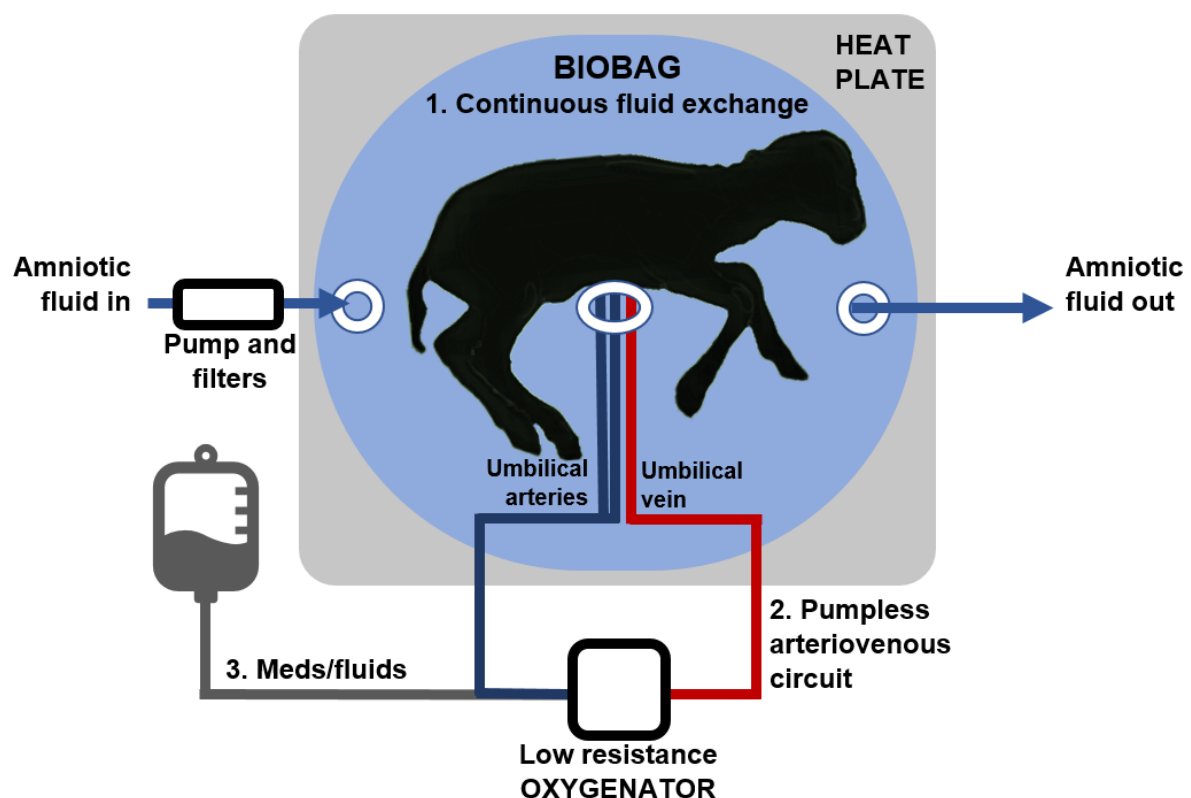 HEAT
PLATE
BIOBAG
1. Continuous fluid exchange
Amniotic
fluid in
Pump and
filters
Amniotic
fluid out
Umbilical
arteries
Umbilical
vein
2. Pumpless
arteriovenous
circuit
3. Meds/fluids
Low resistance
OXYGENATOR